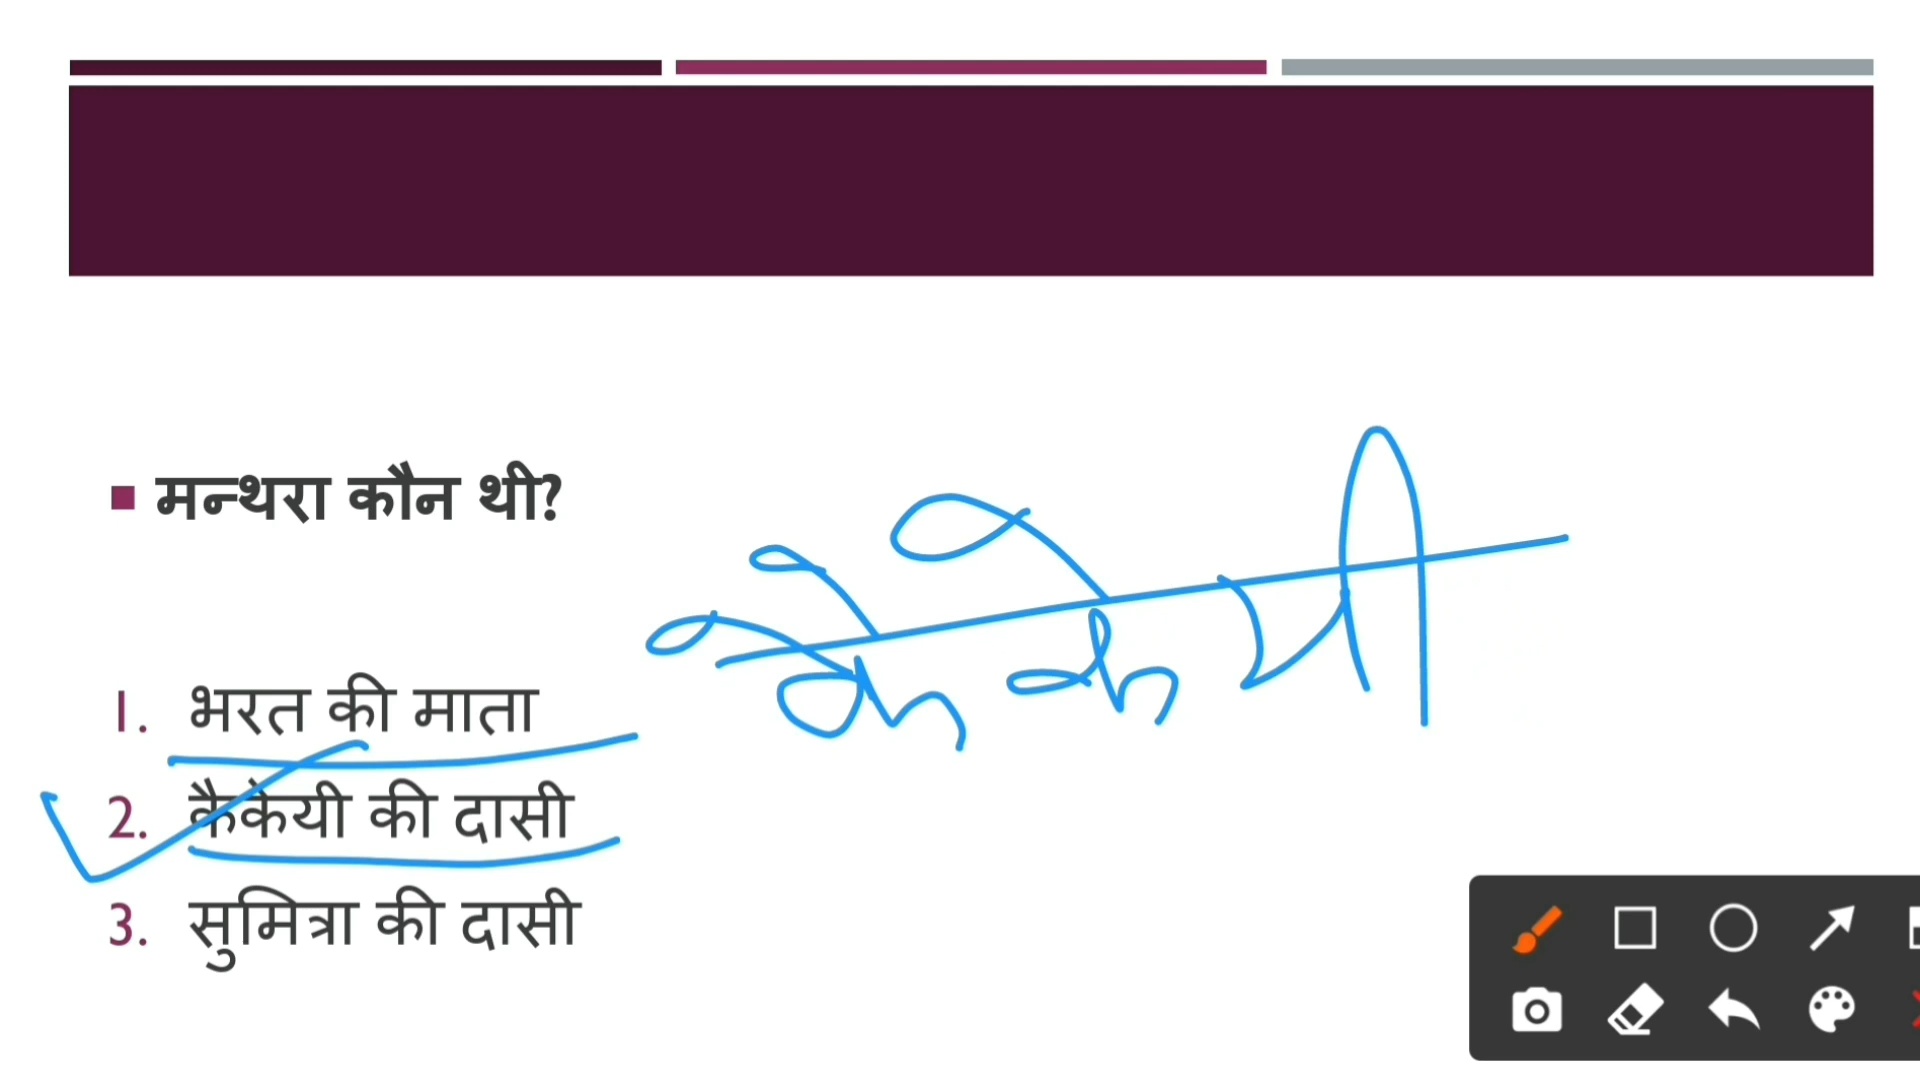 मन्थरा कौन थी?
कैकेयी
1. भरत की माता
2. कैकेयी की दासी
3. सुमित्रा की दासी